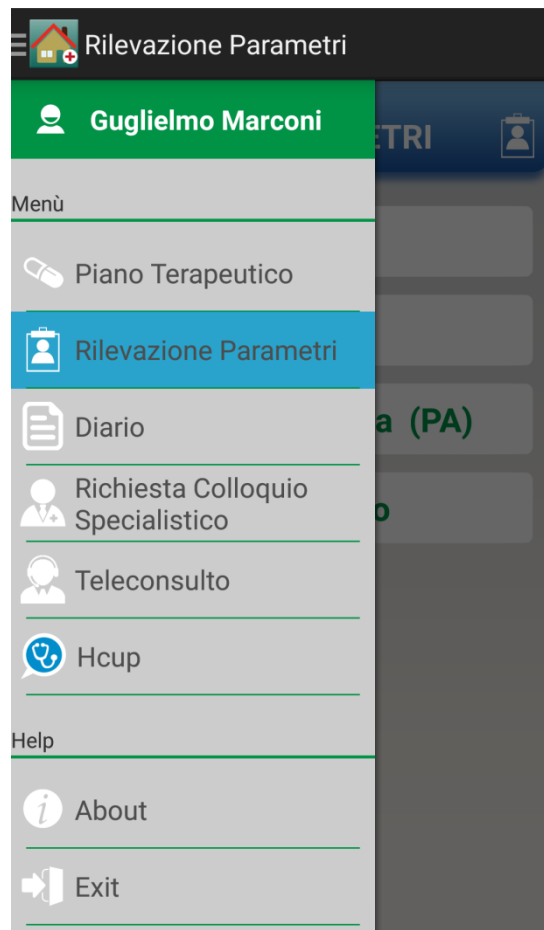 Rilevazione Parametri
Guglielmo Marconi
ETRI
Menù
Piano Terapeutico
Rilevazione Parametri
Diario
a (PA)
Richiesta Colloquio
Specialistico
o
Teleconsulto
Hcup
Help
About
Exit